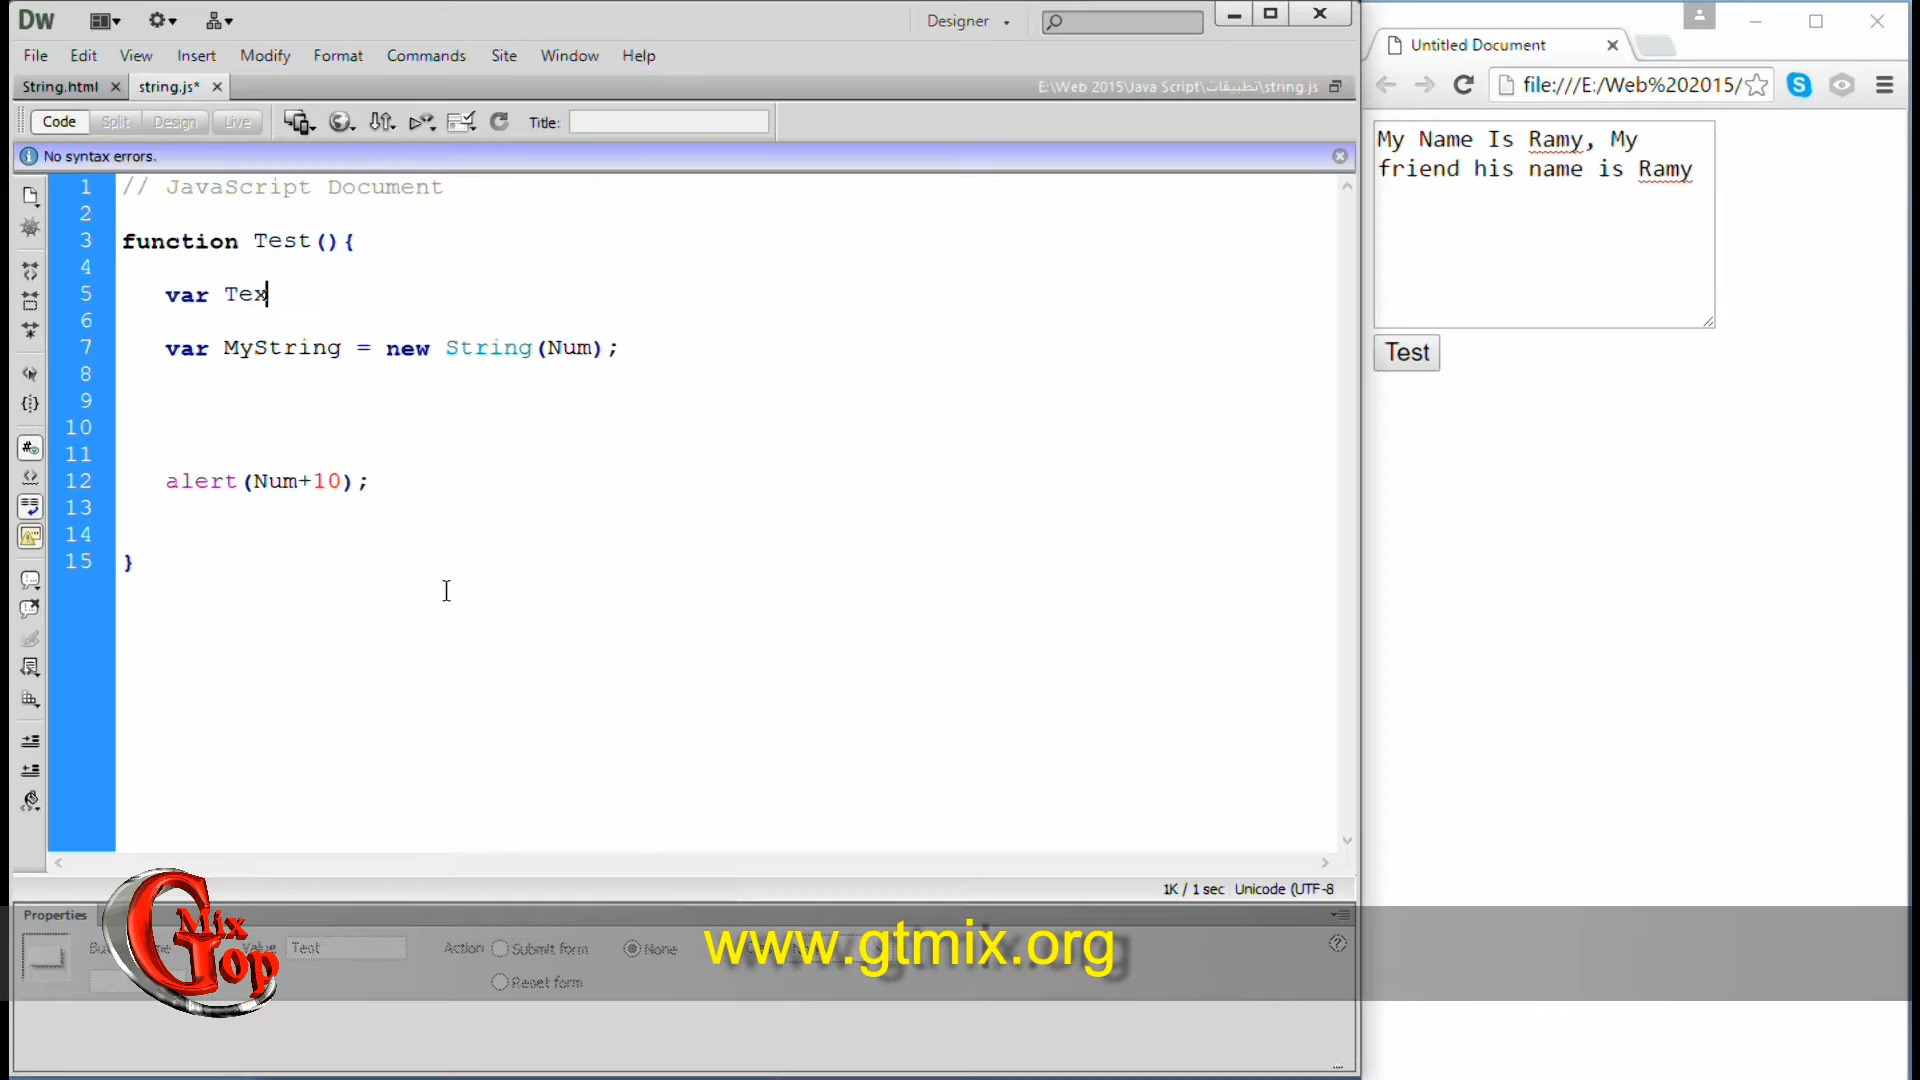 Dw
Designer
File Edit View Insert Modify Format Commands Site Window Help
String.html
string.js*
E:\Web 2015\Java Script\تطبيقات\string.js
Code Split Design Live
Title:
No syntax errors.
1 // JavaScript Document
2
3 function Test(){
4
5 var Tex
6
7 var MyString = new String(Num);
8
9
10
11
12 alert(Num+10);
13
14
15 }
1K / 1 sec Unicode (UTF-8
Properties
Value Test
Action Submit form None
Reset form
G Mix Top
www.gtmix.org
Untitled Document
file:///E:/Web%202015/
My Name Is Ramy, My
friend his name is Ramy
Test